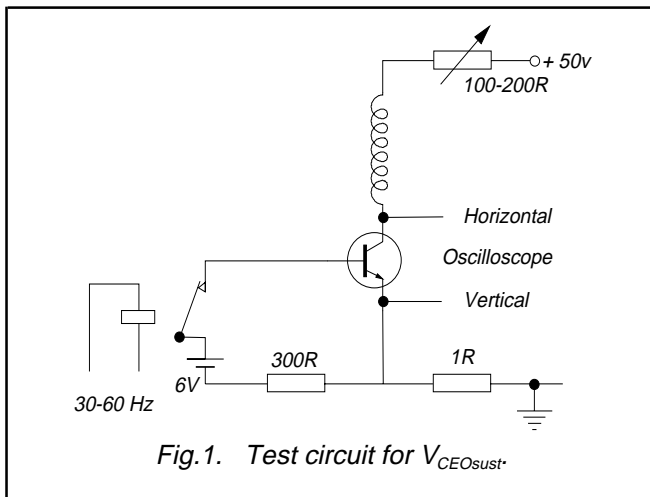 + 50v
100-200R
Horizontal
Oscilloscope
Vertical
300R
1R
6V
30-60 Hz
Fig.1. Test circuit for VCEOsust.